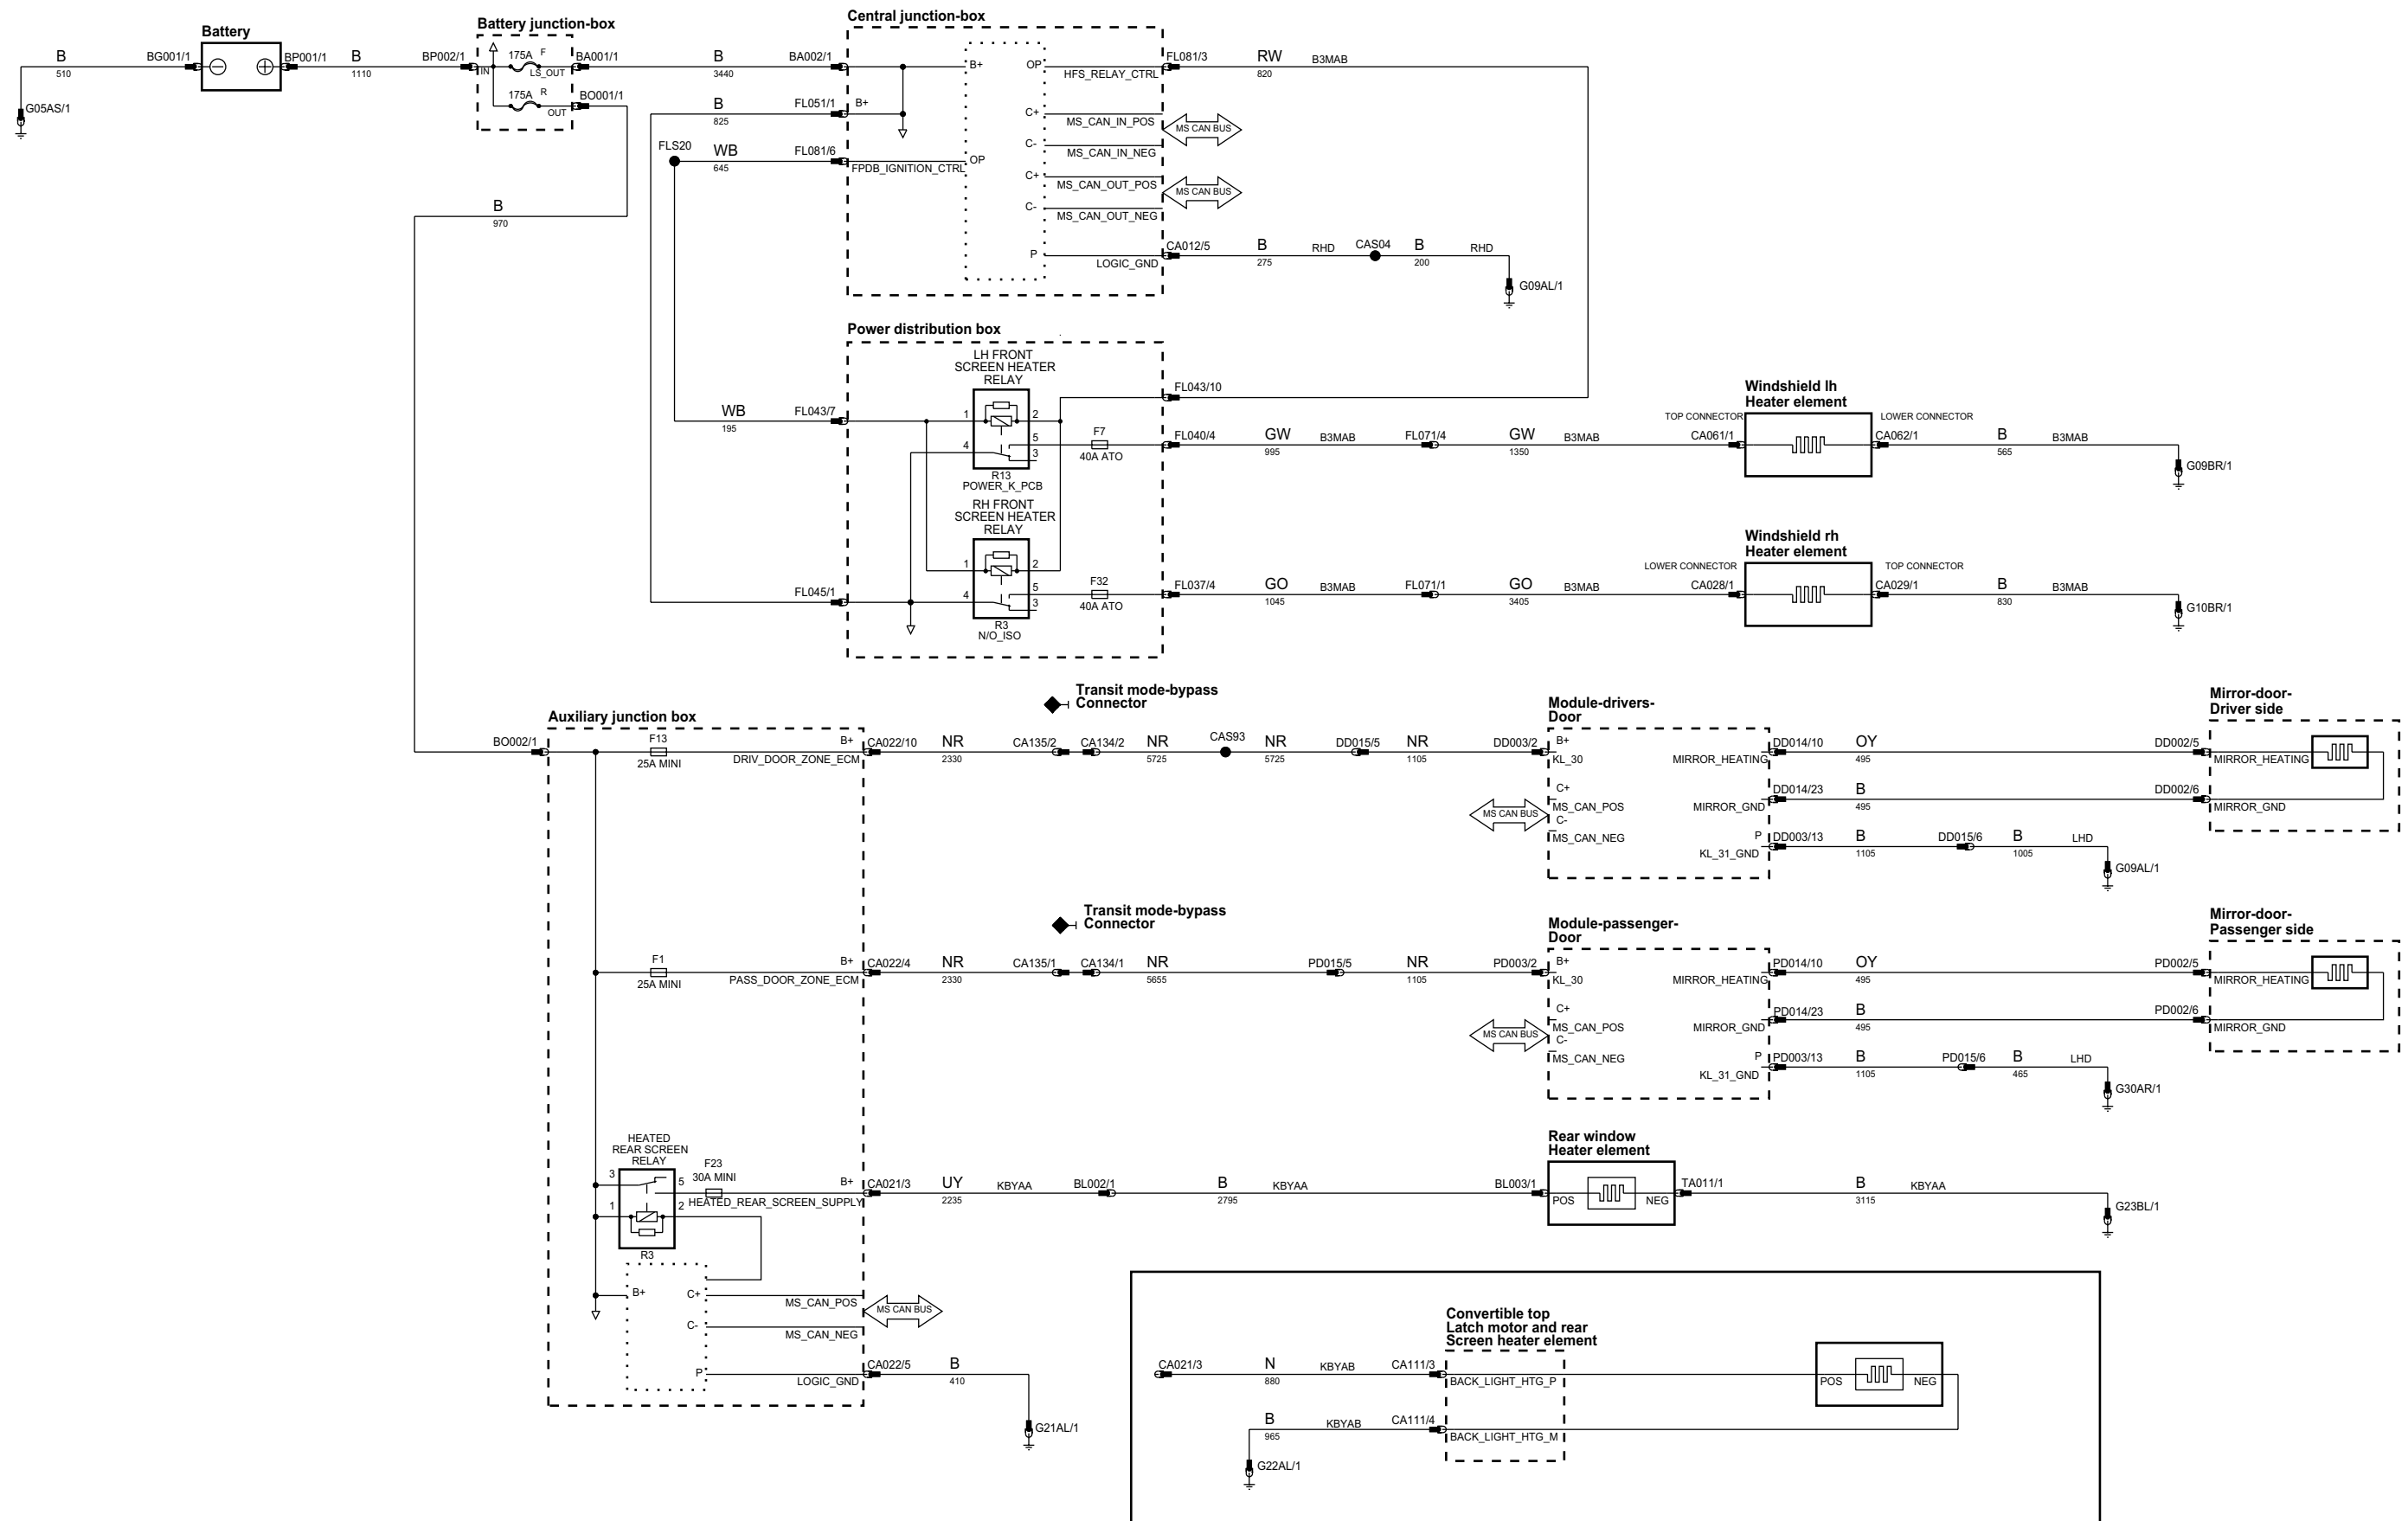 Battery
B
510
BG001/1
BP001/1
B
1110
BP002/1
G05AS/1
Battery junction-box
IN
175A F
LS_OUT
BA001/1
175A R
OUT
BO001/1
B
3440
BA002/1
B
825
FL051/1
FLS20
WB
645
FL081/6
B
970
Central junction-box
B+
B+
OP
FPDB_IGNITION_CTRL
OP
HFS_RELAY_CTRL
FL081/3
RW
820
B3MAB
C+
MS_CAN_IN_POS
C-
MS_CAN_IN_NEG
MS CAN BUS
C+
MS_CAN_OUT_POS
C-
MS_CAN_OUT_NEG
MS CAN BUS
P
LOGIC_GND
CA012/5
B
275
RHD
CAS04
B
200
RHD
G09AL/1
Power distribution box
LH FRONT
SCREEN HEATER
RELAY
1
2
4
5
3
R13
POWER_K_PCB
WB
195
FL043/7
FL043/10
F7
40A ATO
FL040/4
GW
995
B3MAB
FL071/4
GW
1350
B3MAB
Windshield lh
Heater element
TOP CONNECTOR
CA061/1
LOWER CONNECTOR
CA062/1
B
565
B3MAB
G09BR/1
RH FRONT
SCREEN HEATER
RELAY
1
2
4
5
3
R3
N/O_ISO
FL045/1
F32
40A ATO
FL037/4
GO
1045
B3MAB
FL071/1
GO
3405
B3MAB
Windshield rh
Heater element
LOWER CONNECTOR
CA028/1
TOP CONNECTOR
CA029/1
B
830
B3MAB
G10BR/1
Auxiliary junction box
BO002/1
F13
25A MINI
B+
DRIV_DOOR_ZONE_ECM
CA022/10
NR
2330
Transit mode-bypass
Connector
CA135/2
CA134/2
NR
5725
CAS93
NR
5725
DD015/5
NR
1105
DD003/2
Module-drivers-
Door
B+
KL_30
C+
MS_CAN_POS
C-
MS_CAN_NEG
MS CAN BUS
MIRROR_HEATING
DD014/10
OY
495
DD002/5
MIRROR_GND
DD014/23
B
495
DD002/6
P
KL_31_GND
DD003/13
B
1105
DD015/6
B
1005
LHD
G09AL/1
Mirror-door-
Driver side
MIRROR_HEATING
MIRROR_GND
F1
25A MINI
B+
PASS_DOOR_ZONE_ECM
CA022/4
NR
2330
Transit mode-bypass
Connector
CA135/1
CA134/1
NR
5655
PD015/5
NR
1105
PD003/2
Module-passenger-
Door
B+
KL_30
C+
MS_CAN_POS
C-
MS_CAN_NEG
MS CAN BUS
MIRROR_HEATING
PD014/10
OY
495
PD002/5
MIRROR_GND
PD014/23
B
495
PD002/6
P
KL_31_GND
PD003/13
B
1105
PD015/6
B
465
LHD
G30AR/1
Mirror-door-
Passenger side
MIRROR_HEATING
MIRROR_GND
HEATED
REAR SCREEN
RELAY
3
5
1
2
R3
F23
30A MINI
B+
HEATED_REAR_SCREEN_SUPPLY
CA021/3
UY
2235
KBYAA
BL002/1
B
2795
KBYAA
BL003/1
Rear window
Heater element
POS
NEG
TA011/1
B
3115
KBYAA
G23BL/1
B+
C+
MS_CAN_POS
C-
MS_CAN_NEG
MS CAN BUS
P
LOGIC_GND
CA022/5
B
410
G21AL/1
Convertible top
Latch motor and rear
Screen heater element
CA021/3
N
880
KBYAB
CA111/3
BACK_LIGHT_HTG_P
POS
NEG
B
965
KBYAB
CA111/4
BACK_LIGHT_HTG_M
G22AL/1